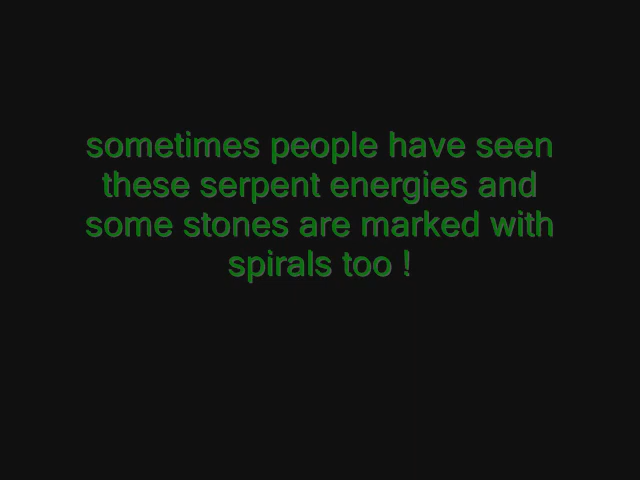 sometimes people have seen
these serpent energies and
some stones are marked with
spirals too !